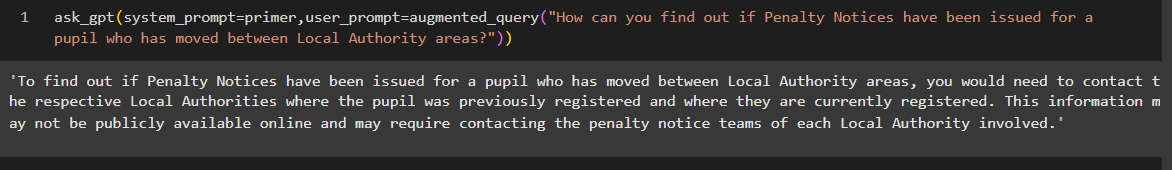 1 ask_gpt(system_prompt=primer,user_prompt=augmented_query("How can you find out if Penalty Notices have been issued for a
pupil who has moved between Local Authority areas?"))
'To find out if Penalty Notices have been issued for a pupil who has moved between Local Authority areas, you would need to contact t
he respective Local Authorities where the pupil was previously registered and where they are currently registered. This information m
ay not be publicly available online and may require contacting the penalty notice teams of each Local Authority involved.'